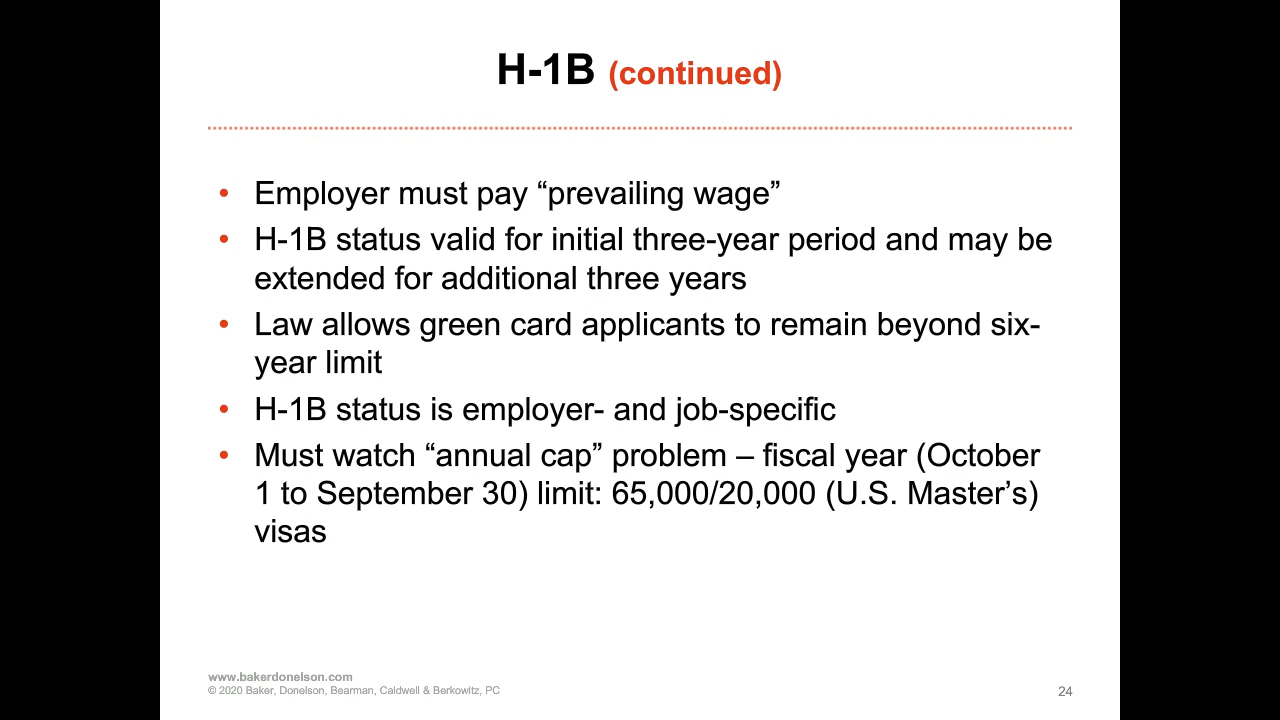 H-1B (continued)
• Employer must pay “prevailing wage”
• H-1B status valid for initial three-year period and may be
extended for additional three years
• Law allows green card applicants to remain beyond six-
year limit
• H-1B status is employer- and job-specific
• Must watch “annual cap” problem – fiscal year (October
1 to September 30) limit: 65,000/20,000 (U.S. Master’s)
visas
www.bakerdonelson.com
© 2020 Baker, Donelson, Bearman, Caldwell & Berkowitz, PC
24